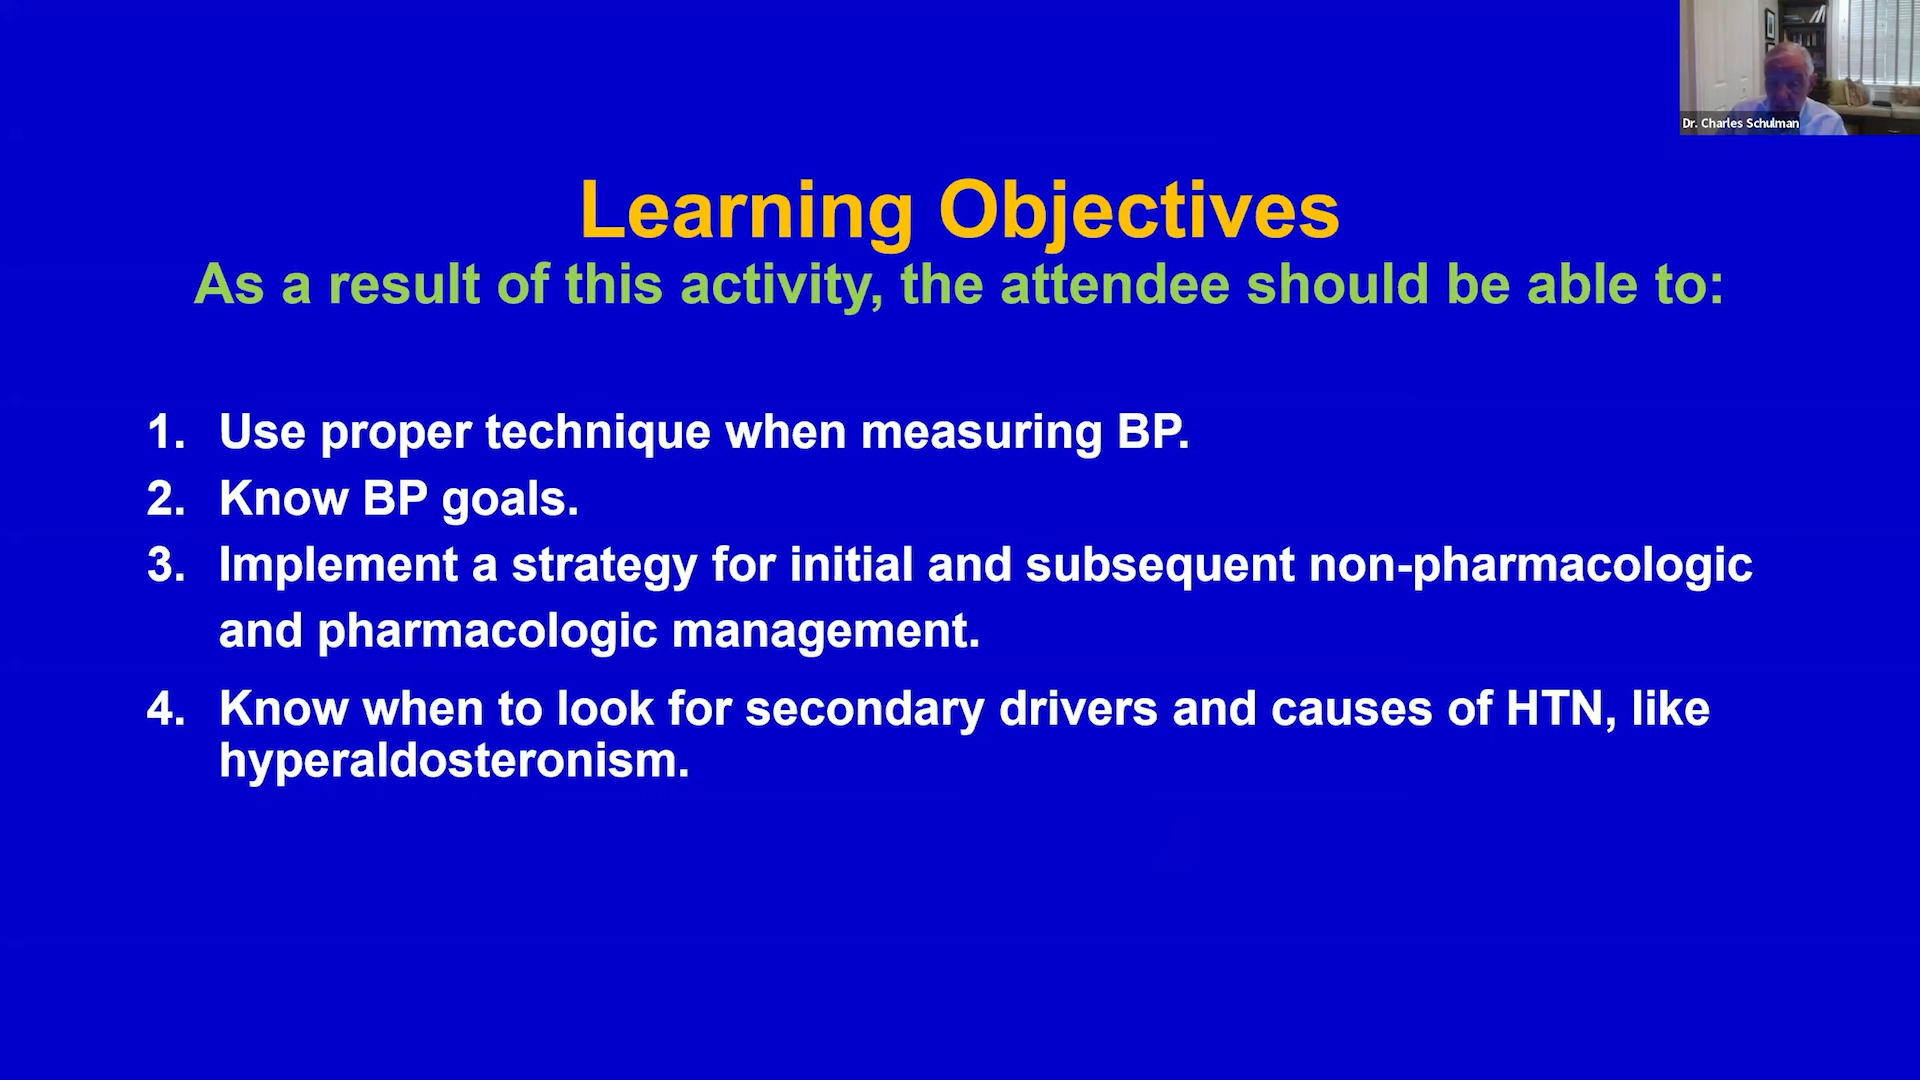 Dr. Charles Schulman
Learning Objectives
As a result of this activity, the attendee should be able to:
1. Use proper technique when measuring BP.
2. Know BP goals.
3. Implement a strategy for initial and subsequent non-pharmacologic
and pharmacologic management.
4. Know when to look for secondary drivers and causes of HTN, like
hyperaldosteronism.